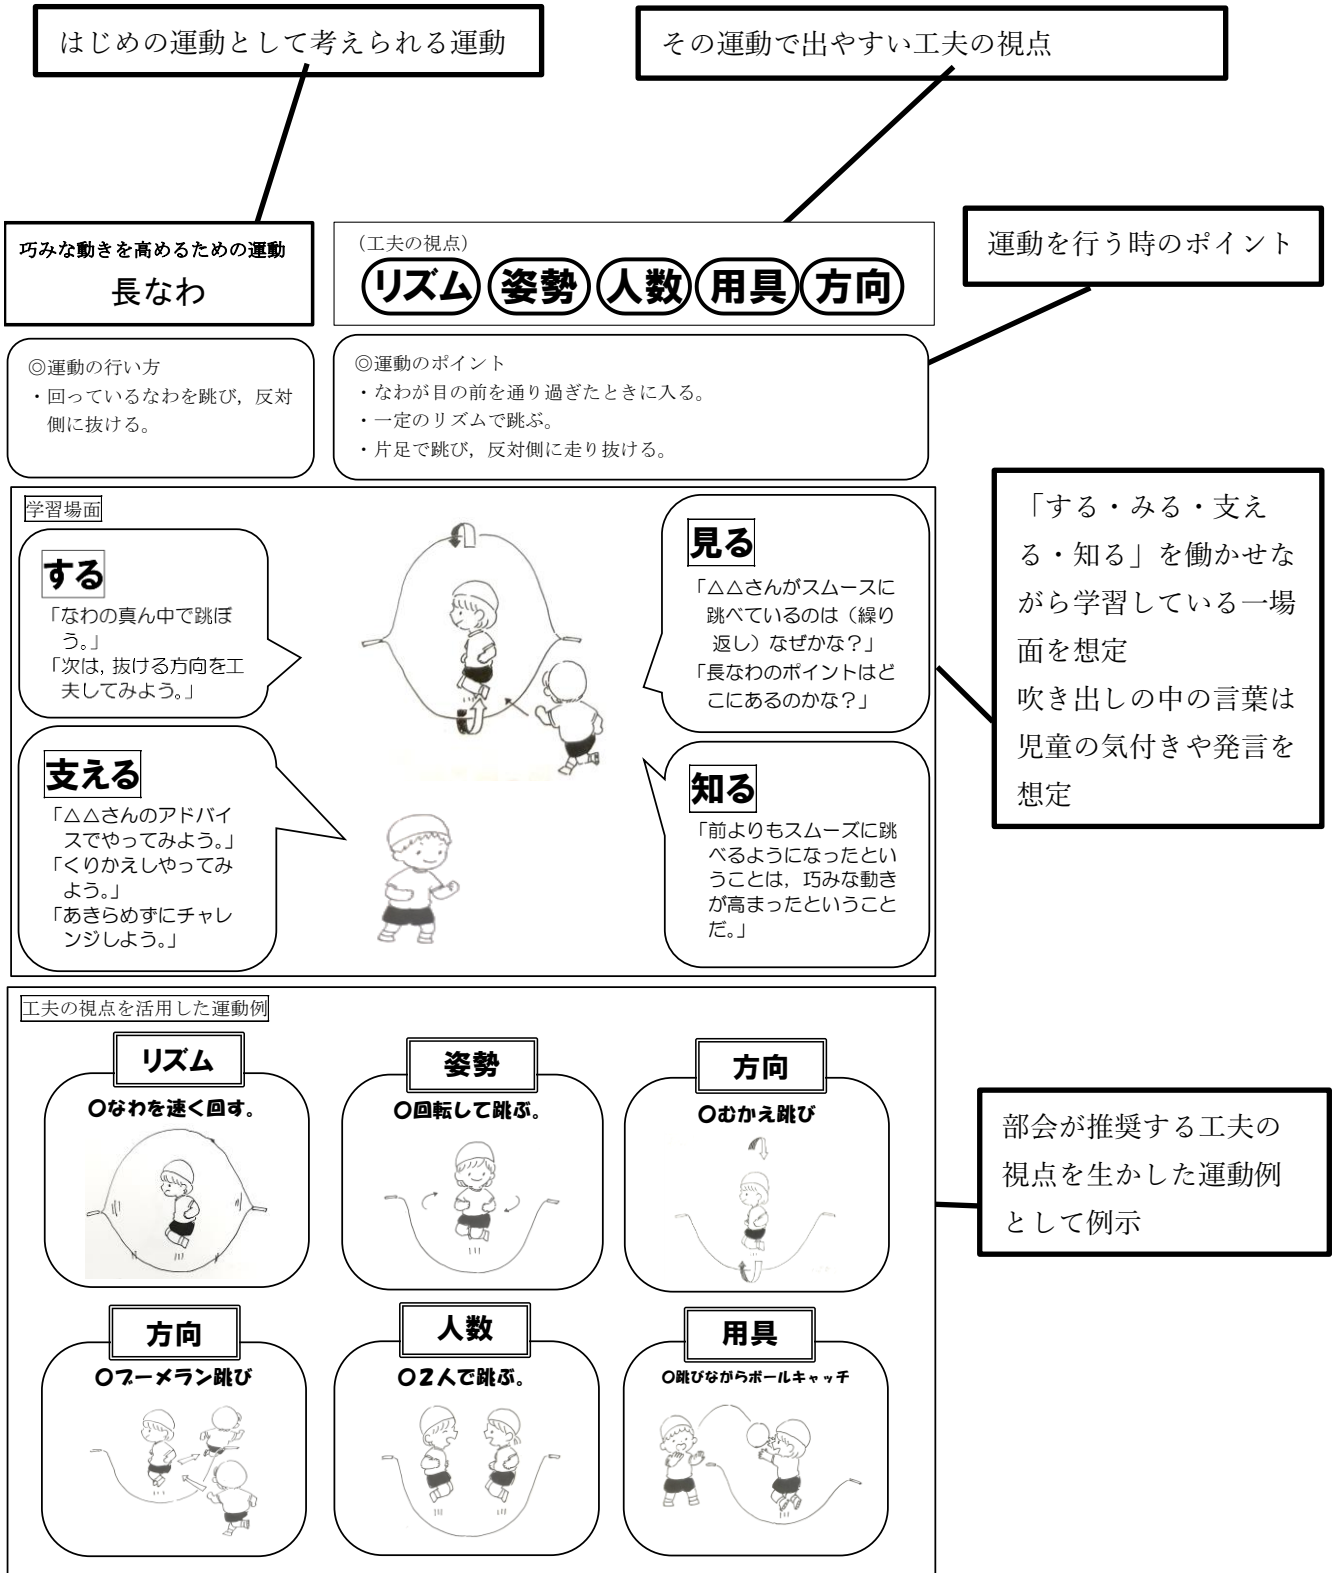 はじめの運動として考えられる運動
その運動で出やすい工夫の視点
巧みな動きを高めるための運動
長なわ
（工夫の視点）
リズム 姿勢 人数 用具 方向
運動を行う時のポイント
◎運動の行い方
・回っているなわを跳び，反対
側に抜ける。
◎運動のポイント
・なわが目の前を通り過ぎたときに入る。
・一定のリズムで跳ぶ。
・片足で跳び，反対側に走り抜ける。
学習場面
する
「なわの真ん中で跳ぼ
う。」
「次は，抜ける方向を工
夫してみよう。」
見る
「△△さんがスムースに
跳べているのは（繰り
返し）なぜかな？」
「長なわのポイントはど
こにあるのかな？」
支える
「△△さんのアドバイ
スでやってみよう。」
「くりかえしやってみ
よう。」
「あきらめずにチャレ
ンジしよう。」
知る
「前よりもスムーズに跳
べるようになったとい
うことは，巧みな動き
が高まったということ
だ。」
「する・みる・支え
る・知る」を働かせな
がら学習している一場
面を想定
吹き出しの中の言葉は
児童の気付きや発言を
想定
工夫の視点を活用した運動例
リズム
○なわを速く回す。
姿勢
○回転して跳ぶ。
方向
○むかえ跳び
方向
○ブーメラン跳び
人数
○2人で跳ぶ。
用具
○跳びながらボールキャッチ
部会が推奨する工夫の
視点を生かした運動例
として例示